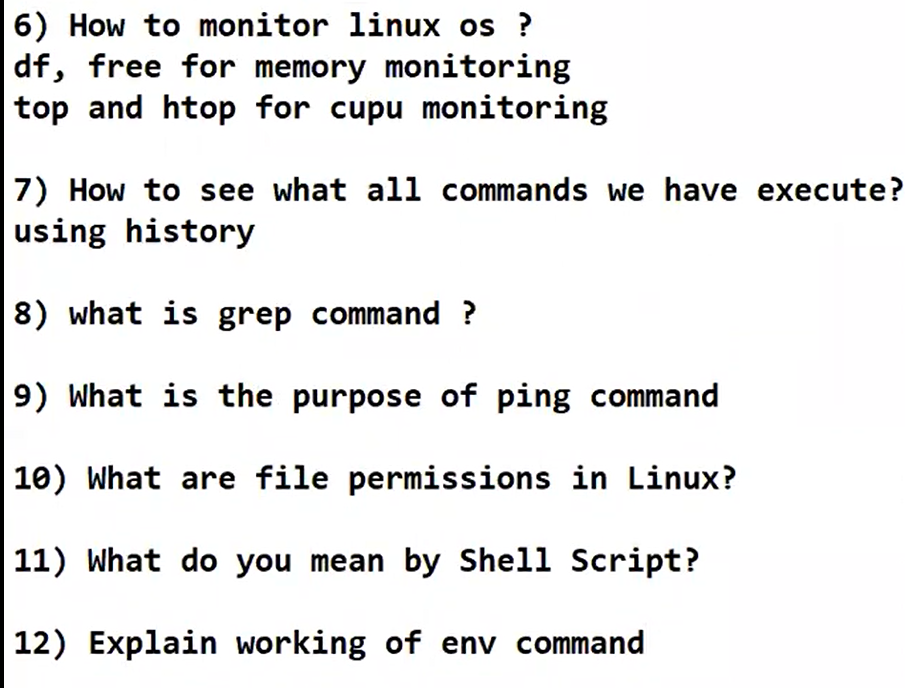 6) How to monitor linux os ?
df, free for memory monitoring
top and htop for cupu monitoring
7) How to see what all commands we have execute?
using history
8) what is grep command ?
9) What is the purpose of ping command
10) What are file permissions in Linux?
11) What do you mean by Shell Script?
12) Explain working of env command